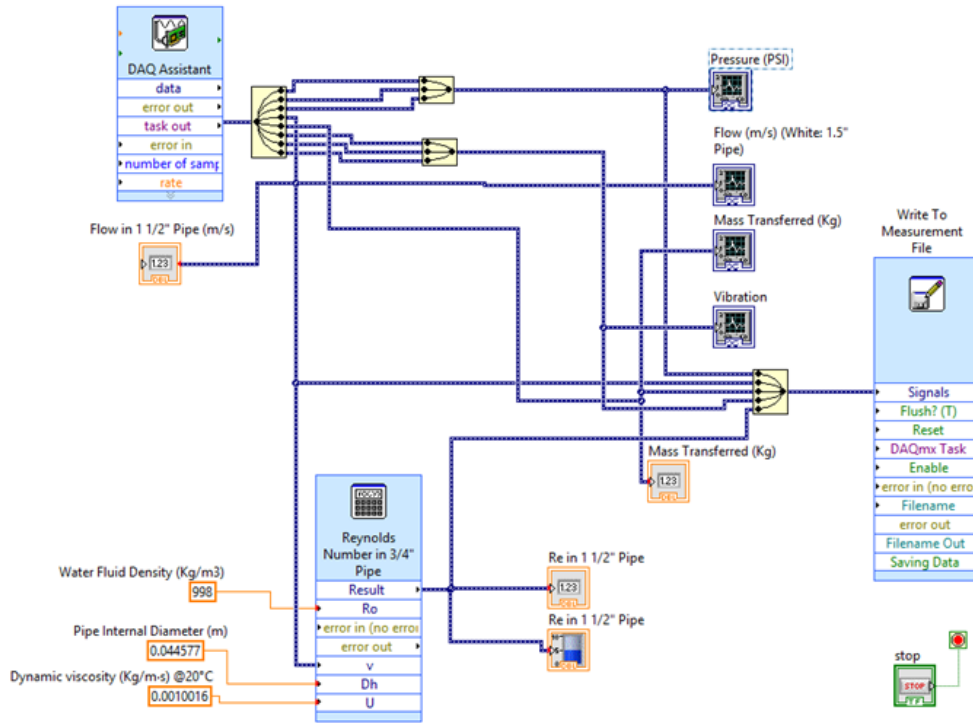 DAQ Assistant
data
error out
task out
error in
number of samp
rate
Flow in 1 1/2" Pipe (m/s)
1.23
DBL
Pressure (PSI)
Flow (m/s) (White: 1.5"
Pipe)
Mass Transferred (Kg)
Vibration
Write To
Measurement
File
Signals
Flush? (T)
Reset
DAQmx Task
Enable
error in (no erro
Filename
error out
Filename Out
Saving Data
Mass Transferred (Kg)
1.23
DBL
Reynolds
Number in 3/4"
Pipe
Result
Ro
error in (no erro
error out
v
Dh
U
Water Fluid Density (Kg/m3)
998
Pipe Internal Diameter (m)
0.044577
Dynamic viscosity (Kg/m-s) @20°C
0.0010016
Re in 1 1/2" Pipe
1.23
DBL
Re in 1 1/2" Pipe
DBL
stop
STOP
TF